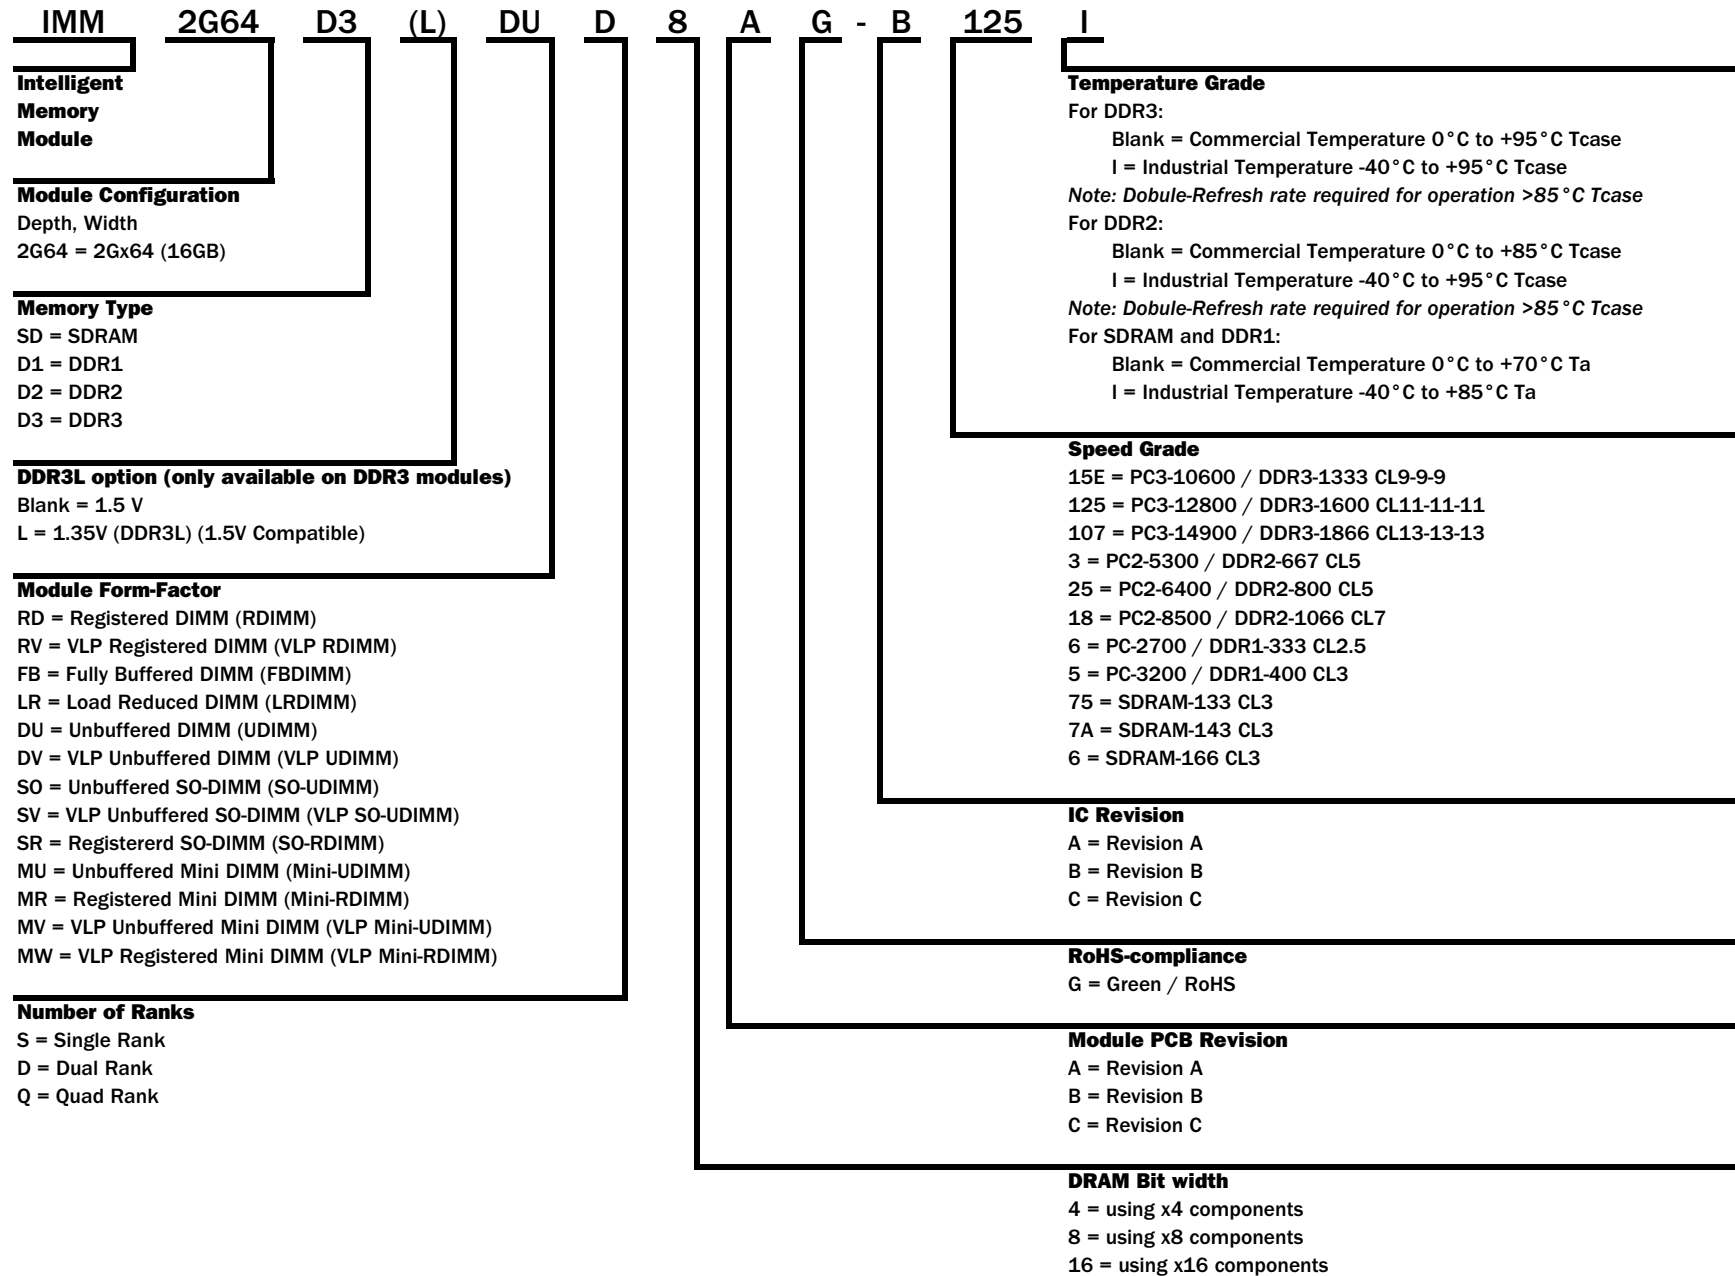 IMM 2G64 D3 (L) DU D 8 A G - B 125 I
Intelligent
Memory
Module
Module Configuration
Depth, Width
2G64 = 2Gx64 (16GB)
Memory Type
SD = SDRAM
D1 = DDR1
D2 = DDR2
D3 = DDR3
DDR3L option (only available on DDR3 modules)
Blank = 1.5 V
L = 1.35V (DDR3L) (1.5V Compatible)
Module Form-Factor
RD = Registered DIMM (RDIMM)
RV = VLP Registered DIMM (VLP RDIMM)
FB = Fully Buffered DIMM (FBDIMM)
LR = Load Reduced DIMM (LRDIMM)
DU = Unbuffered DIMM (UDIMM)
DV = VLP Unbuffered DIMM (VLP UDIMM)
SO = Unbuffered SO-DIMM (SO-UDIMM)
SV = VLP Unbuffered SO-DIMM (VLP SO-UDIMM)
SR = Registererd SO-DIMM (SO-RDIMM)
MU = Unbuffered Mini DIMM (Mini-UDIMM)
MR = Registered Mini DIMM (Mini-RDIMM)
MV = VLP Unbuffered Mini DIMM (VLP Mini-UDIMM)
MW = VLP Registered Mini DIMM (VLP Mini-RDIMM)
Number of Ranks
S = Single Rank
D = Dual Rank
Q = Quad Rank
Temperature Grade
For DDR3:
Blank = Commercial Temperature 0°C to +95°C Tcase
I = Industrial Temperature -40°C to +95°C Tcase
Note: Dobule-Refresh rate required for operation >85°C Tcase
For DDR2:
Blank = Commercial Temperature 0°C to +85°C Tcase
I = Industrial Temperature -40°C to +95°C Tcase
Note: Dobule-Refresh rate required for operation >85°C Tcase
For SDRAM and DDR1:
Blank = Commercial Temperature 0°C to +70°C Ta
I = Industrial Temperature -40°C to +85°C Ta
Speed Grade
15E = PC3-10600 / DDR3-1333 CL9-9-9
125 = PC3-12800 / DDR3-1600 CL11-11-11
107 = PC3-14900 / DDR3-1866 CL13-13-13
3 = PC2-5300 / DDR2-667 CL5
25 = PC2-6400 / DDR2-800 CL5
18 = PC2-8500 / DDR2-1066 CL7
6 = PC-2700 / DDR1-333 CL2.5
5 = PC-3200 / DDR1-400 CL3
75 = SDRAM-133 CL3
7A = SDRAM-143 CL3
6 = SDRAM-166 CL3
IC Revision
A = Revision A
B = Revision B
C = Revision C
RoHS-compliance
G = Green / RoHS
Module PCB Revision
A = Revision A
B = Revision B
C = Revision C
DRAM Bit width
4 = using x4 components
8 = using x8 components
16 = using x16 components